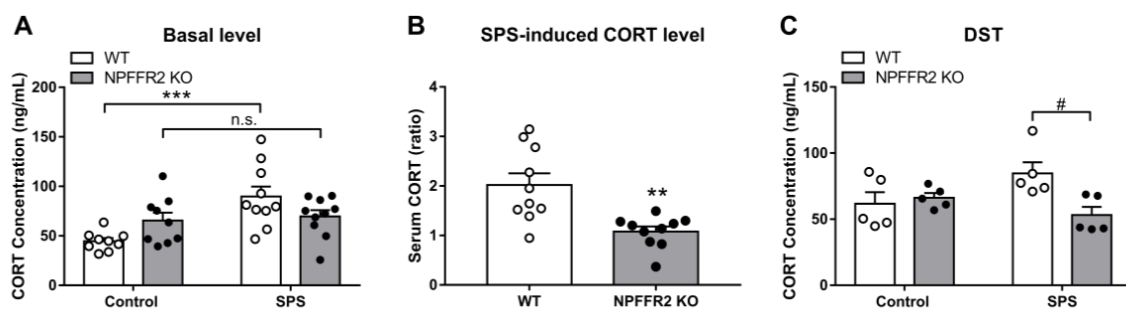 A
Basal level
WT
NPFFR2 KO
CORT Concentration (ng/mL)
200
150
100
50
0
***
n.s.
Control
SPS
B
SPS-induced CORT level
Serum CORT (ratio)
4
3
2
1
0
**
WT
NPFFR2 KO
C
DST
WT
NPFFR2 KO
CORT Concentration (ng/mL)
150
100
50
0
#
Control
SPS